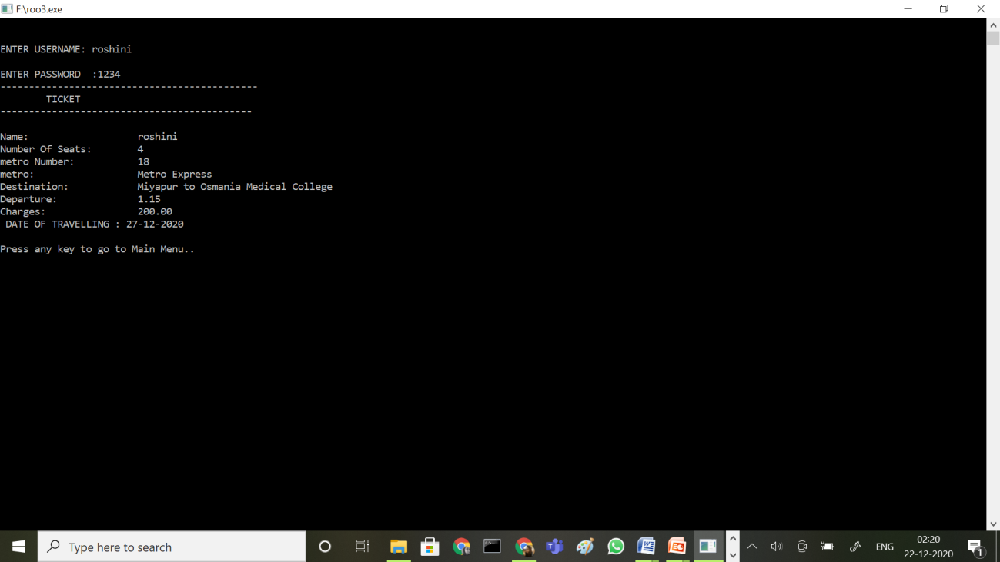 F:\roo3.exe
ENTER USERNAME: roshini
ENTER PASSWORD  :1234
---------------------------------------------
        TICKET
--------------------------------------------
Name:                   roshini
Number Of Seats:        4
metro Number:           18
metro:                  Metro Express
Destination:            Miyapur to Osmania Medical College
Departure:              1.15
Charges:                200.00
 DATE OF TRAVELLING : 27-12-2020
Press any key to go to Main Menu..
Type here to search
ENG
02:20
22-12-2020
1